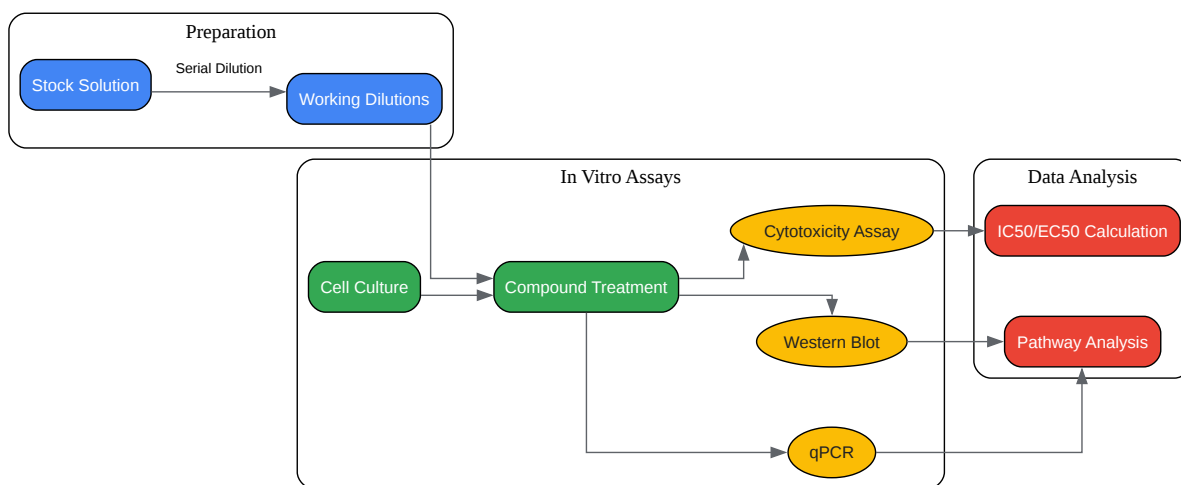 Preparation
Serial Dilution
Stock Solution
Working Dilutions
In Vitro Assays
Data Analysis
Cytotoxicity Assay
IC50/EC50 Calculation
Cell Culture
Compound Treatment
Western Blot
Pathway Analysis
qPCR